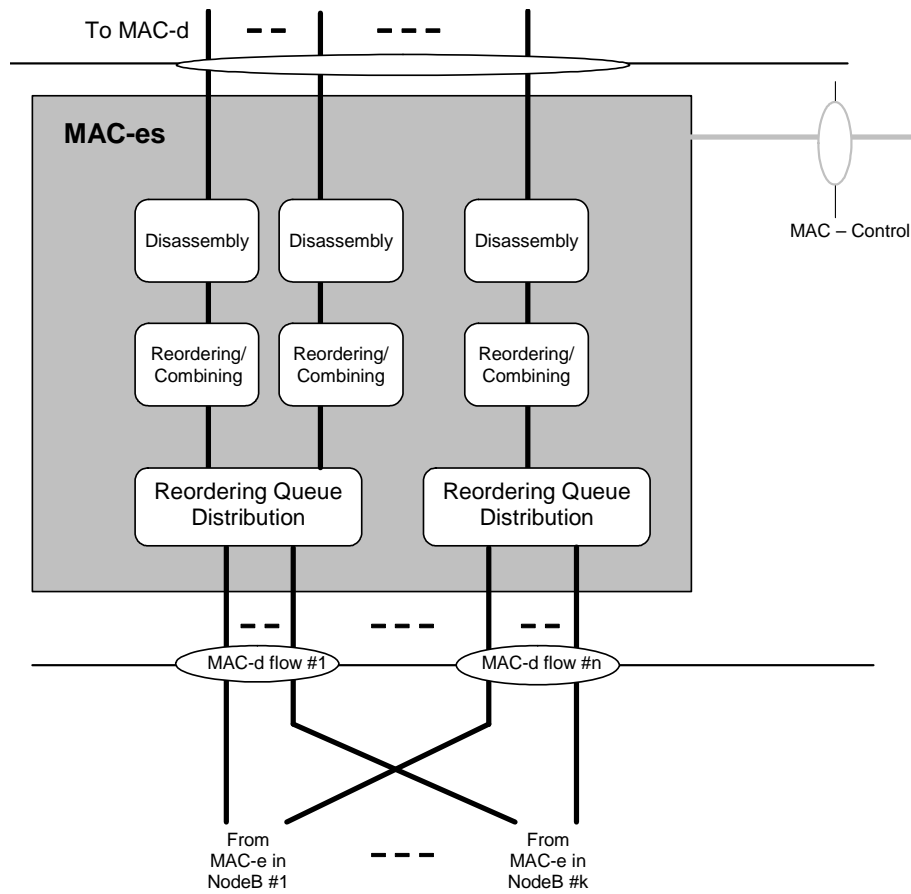 To MAC-d
MAC-es
MAC – Control
Disassembly
Disassembly
Disassembly
Reordering/
Combining
Reordering/
Combining
Reordering/
Combining
Reordering Queue
Distribution
Reordering Queue
Distribution
MAC-d flow #1
MAC-d flow #n
From
MAC-e in
NodeB #1
From
MAC-e in
NodeB #k